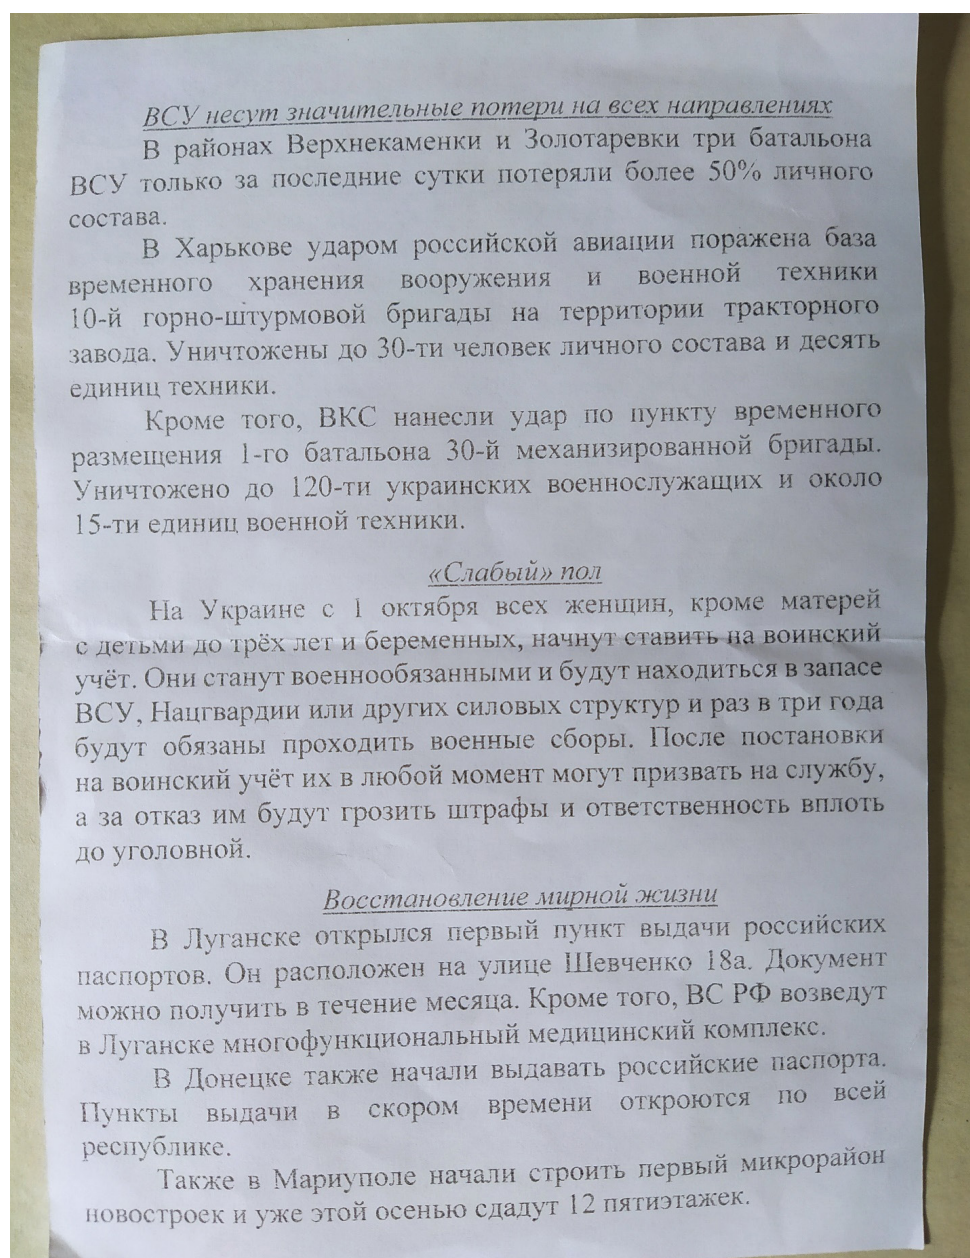 ВСУ несут значительные потери на всех направлениях
В районах Верхнекаменки и Золотаревки три батальона
ВСУ только за последние сутки потеряли более 50% личного
состава.
В Харькове ударом российской авиации поражена база
временного хранения вооружения и военной техники
10-й горно-штурмовой бригады на территории тракторного
завода. Уничтожены до 30-ти человек личного состава и десять
единиц техники.
Кроме того, ВКС нанесли удар по пункту временного
размещения 1-го батальона 30-й механизированной бригады.
Уничтожено до 120-ти украинских военнослужащих и около
15-ти единиц военной техники.
«Слабый» пол
На Украине с 1 октября всех женщин, кроме матерей
с детьми до трёх лет и беременных, начнут ставить на воинский
учёт. Они станут военнообязанными и будут находиться в запасе
ВСУ, Нацгвардии или других силовых структур и раз в три года
будут обязаны проходить военные сборы. После постановки
на воинский учёт их в любой момент могут призвать на службу,
а за отказ им будут грозить штрафы и ответственность вплоть
до уголовной.
Восстановление мирной жизни
В Луганске открылся первый пункт выдачи российских
паспортов. Он расположен на улице Шевченко 18а. Документ
можно получить в течение месяца. Кроме того, ВС РФ возведут
в Луганске многофункциональный медицинский комплекс.
В Донецке также начали выдавать российские паспорта.
Пункты выдачи в скором времени откроются по всей
республике.
Также в Мариуполе начали строить первый микрорайон
новостроек и уже этой осенью сдадут 12 пятиэтажек.